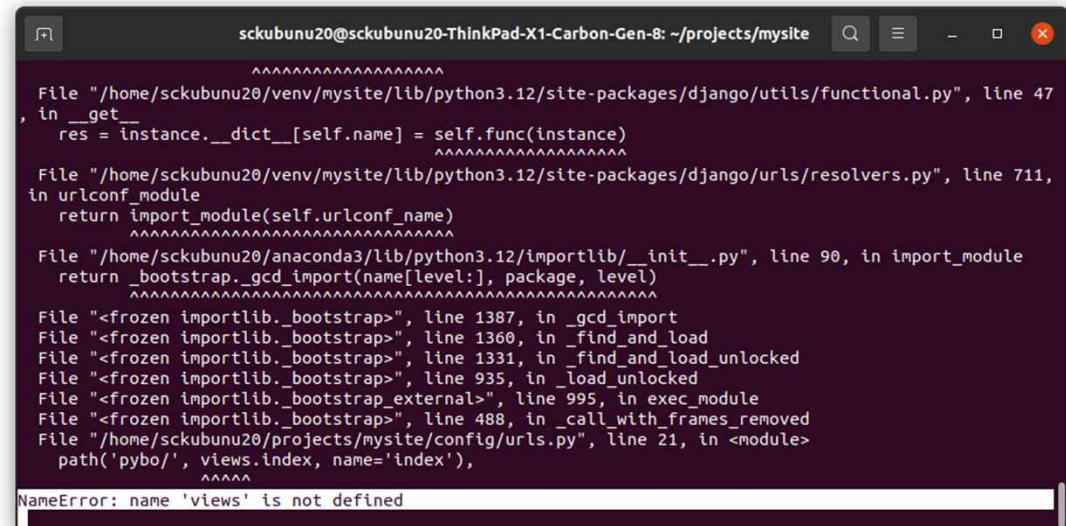 sckubunu20@sckubunu20-ThinkPad-X1-Carbon-Gen-8: ~/projects/mysite
^^^^^^^^^^^^^^^^^^^
File "/home/sckubunu20/venv/mysite/lib/python3.12/site-packages/django/utils/functional.py", line 47
, in __get__
res = instance.__dict__[self.name] = self.func(instance)
^^^^^^^^^^^^^^^^^^^
File "/home/sckubunu20/venv/mysite/lib/python3.12/site-packages/django/urls/resolvers.py", line 711,
in urlconf_module
return import_module(self.urlconf_name)
^^^^^^^^^^^^^^^^^^^^^^^^^^^^^^^^
File "/home/sckubunu20/anaconda3/lib/python3.12/importlib/__init__.py", line 90, in import_module
return _bootstrap._gcd_import(name[level:], package, level)
^^^^^^^^^^^^^^^^^^^^^^^^^^^^^^^^^^^^^^^^^^^^^^^^^^^^
File "<frozen importlib._bootstrap>", line 1387, in _gcd_import
File "<frozen importlib._bootstrap>", line 1360, in _find_and_load
File "<frozen importlib._bootstrap>", line 1331, in _find_and_load_unlocked
File "<frozen importlib._bootstrap>", line 935, in _load_unlocked
File "<frozen importlib._bootstrap_external>", line 995, in exec_module
File "<frozen importlib._bootstrap>", line 488, in _call_with_frames_removed
File "/home/sckubunu20/projects/mysite/config/urls.py", line 21, in <module>
path('pybo/', views.index, name='index'),
^^^^^
NameError: name 'views' is not defined